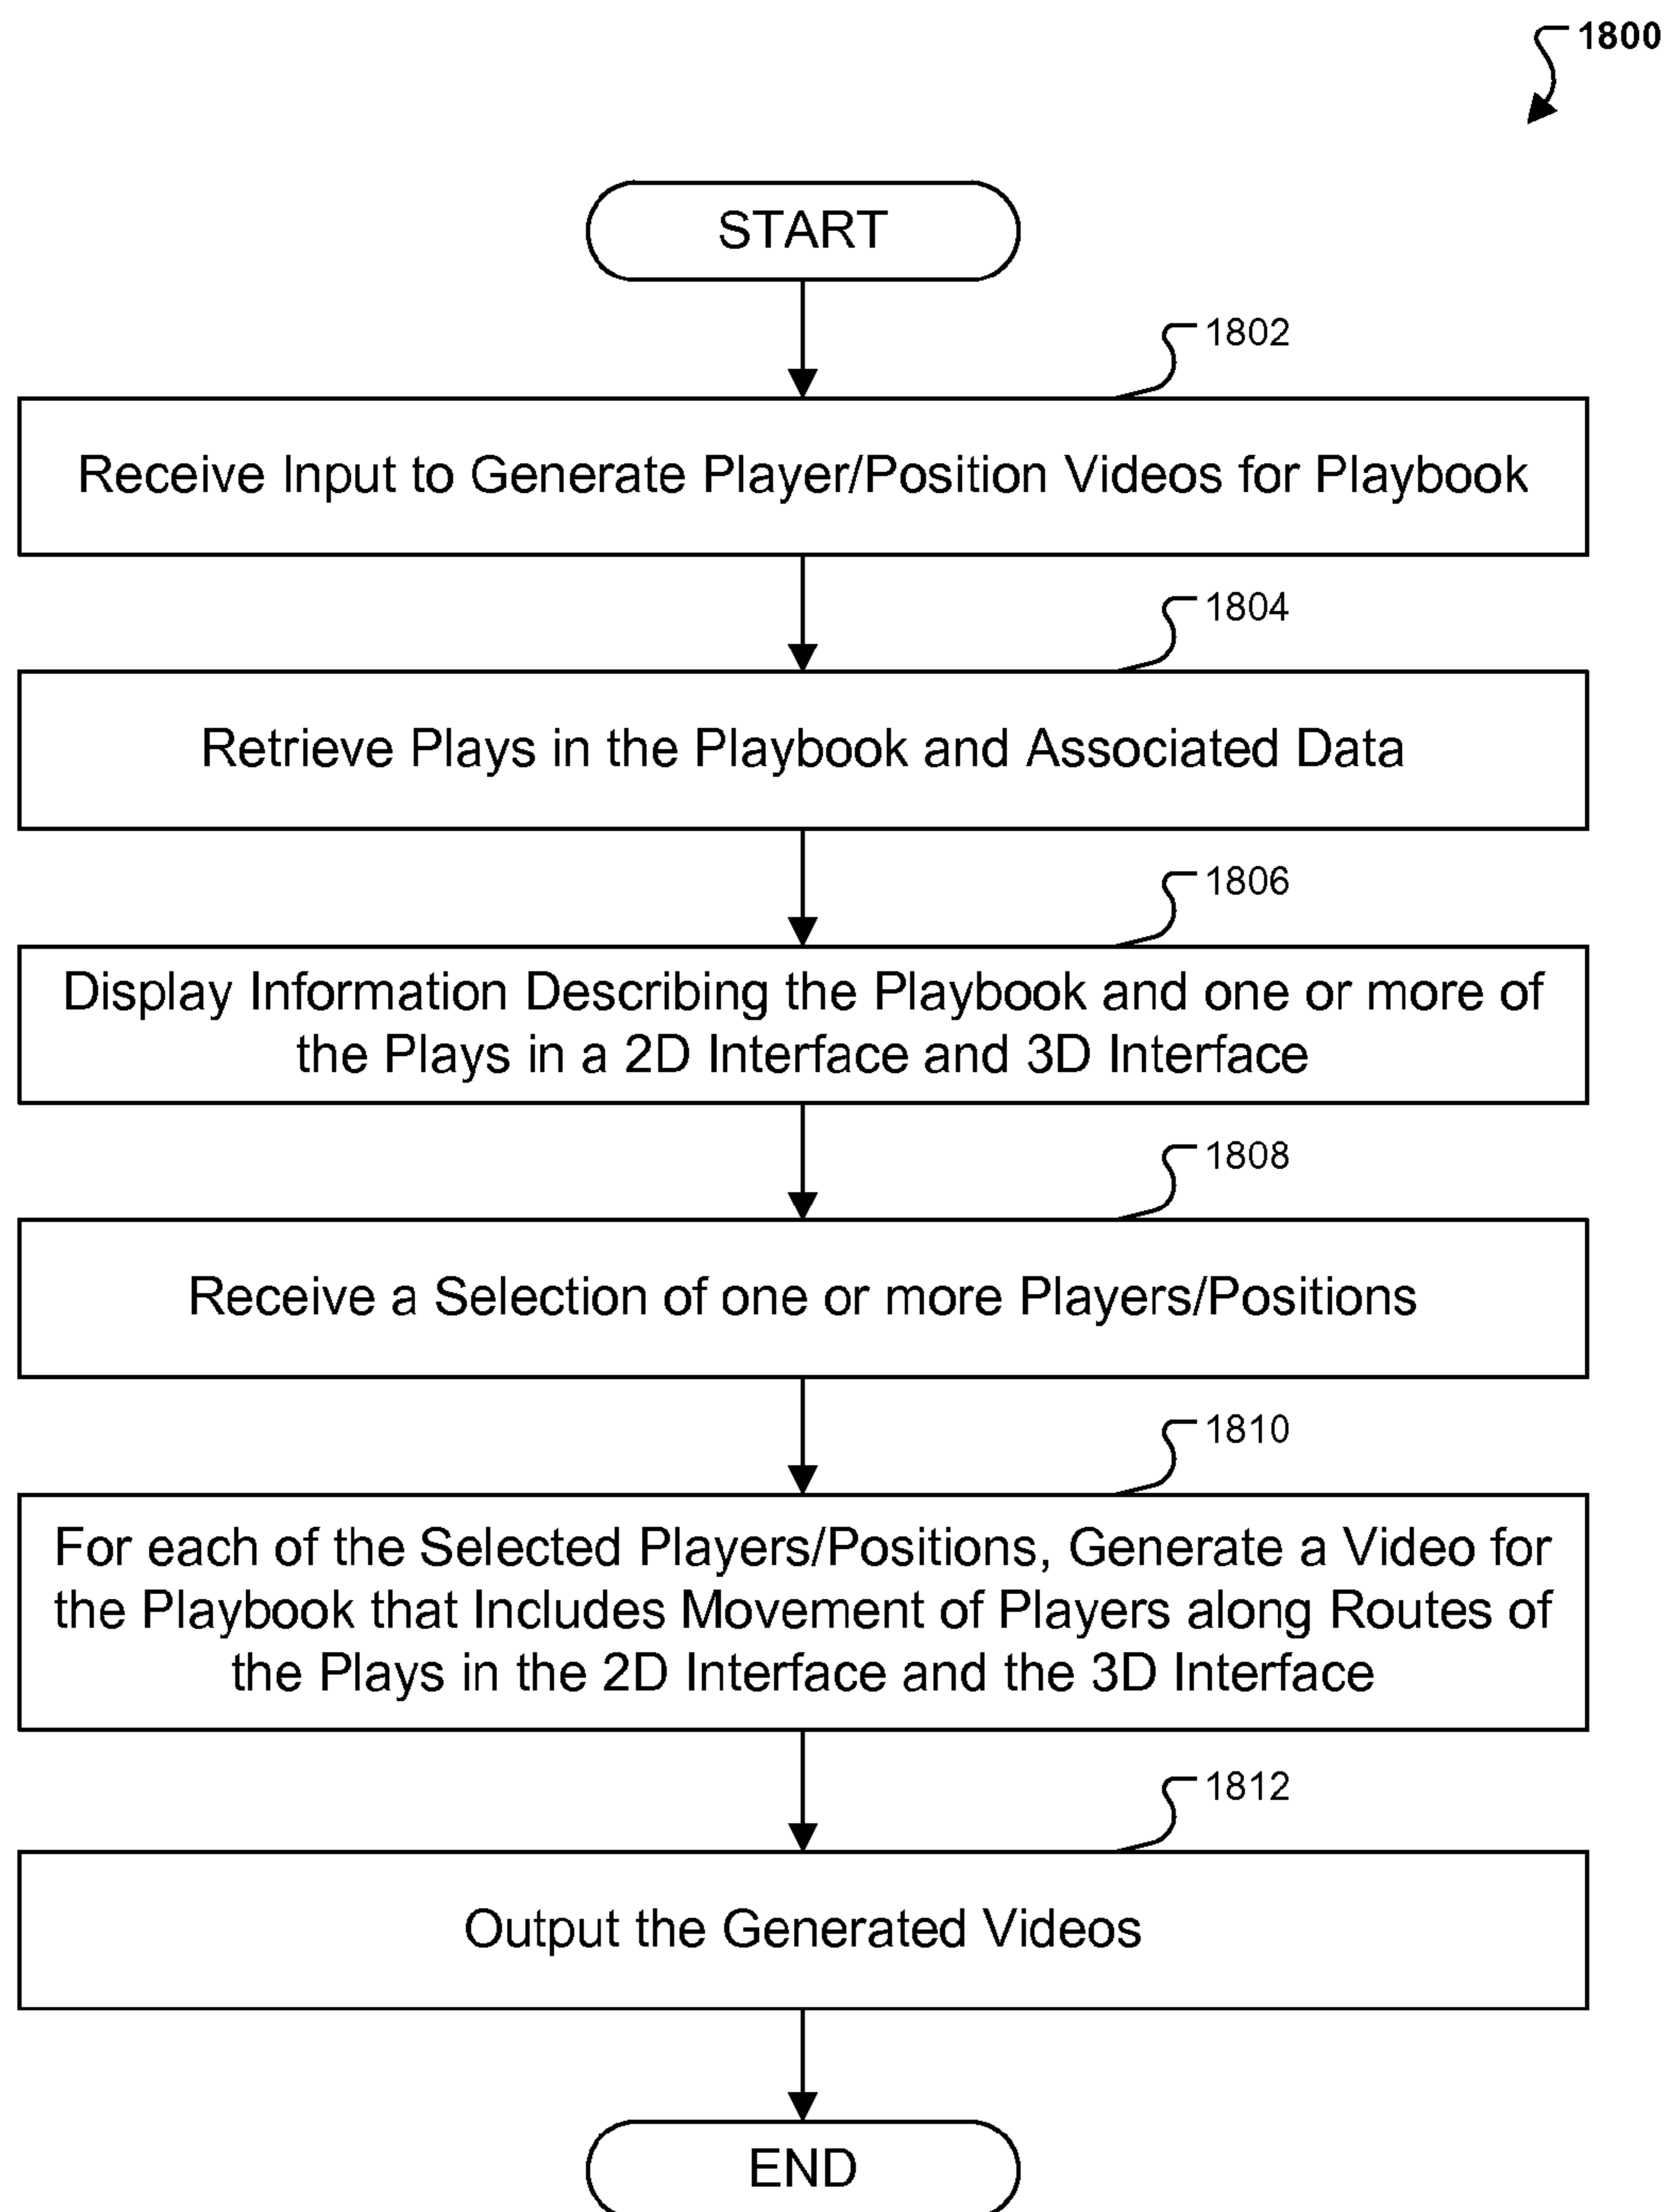 1800
START
1802
Receive Input to Generate Player/Position Videos for Playbook
1804
Retrieve Plays in the Playbook and Associated Data
1806
Display Information Describing the Playbook and one or more of
the Plays in a 2D Interface and 3D Interface
1808
Receive a Selection of one or more Players/Positions
1810
For each of the Selected Players/Positions, Generate a Video for
the Playbook that Includes Movement of Players along Routes of
the Plays in the 2D Interface and the 3D Interface
1812
Output the Generated Videos
END